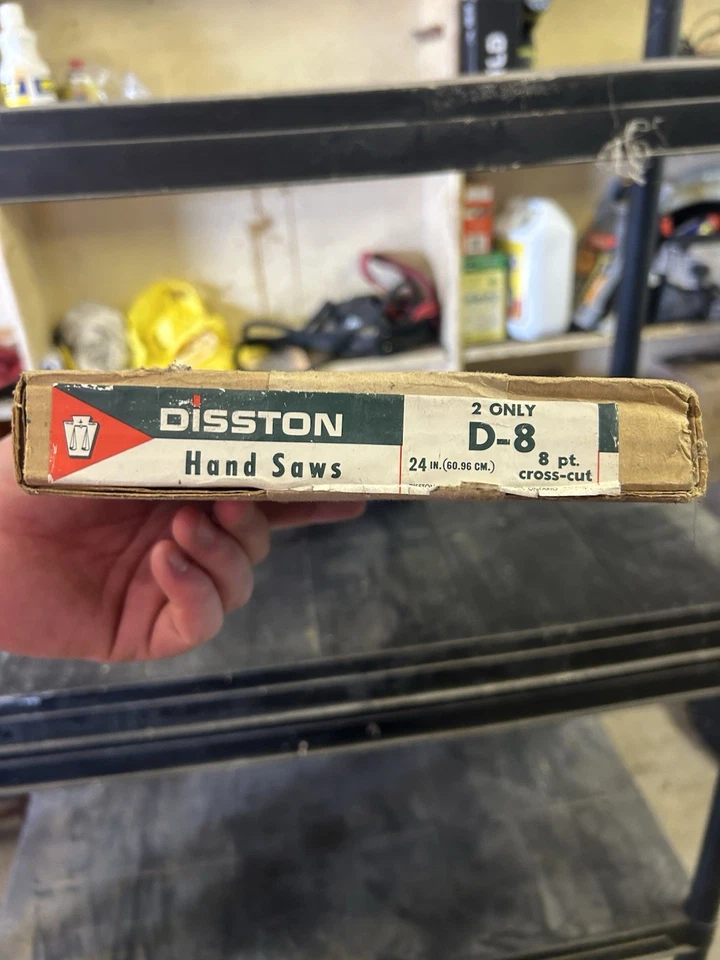 DisSTON
Hand Saws
2 ONLY
D-8
24 IN. (60.96 CM.)
8 pt.
cross-cut